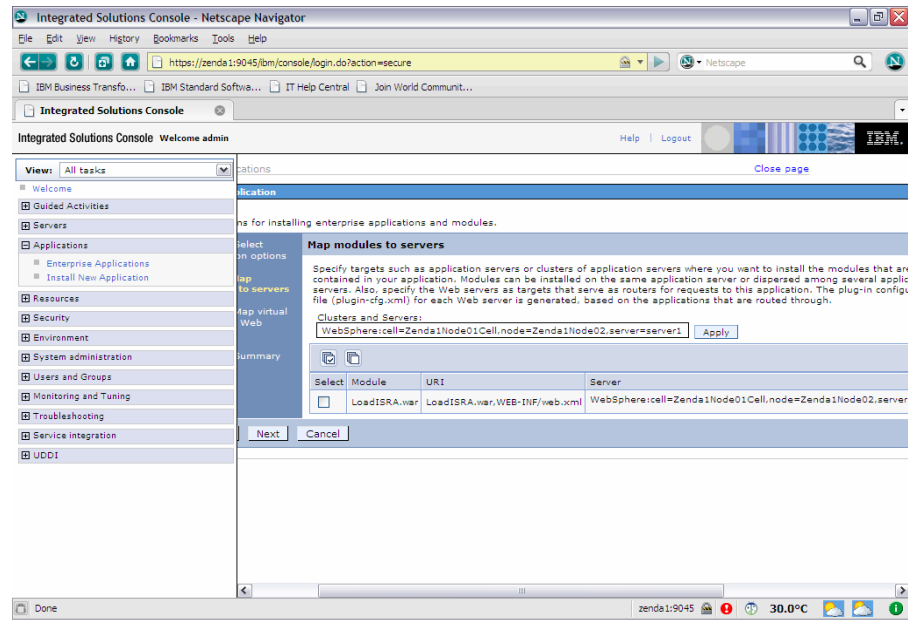 Integrated Solutions Console - Netscape Navigator
File Edit View History Bookmarks Tools Help
https://zenda1:9045/ibm/console/login.do?action=secure
Netscape
IBM Business Transfo... IBM Standard Softwa... IT Help Central Join World Communit...
Integrated Solutions Console
Integrated Solutions Console Welcome admin
Help | Logout
IBM.
View: All tasks
cations
Close page
Welcome
plication
Guided Activities
ns for installing enterprise applications and modules.
Servers
Applications
Enterprise Applications
Install New Application
Resources
Security
Environment
System administration
Users and Groups
Monitoring and Tuning
Troubleshooting
Service integration
UDDI
Select
on options
Map
to servers
Map virtual
Web
Summary
Map modules to servers
Specify targets such as application servers or clusters of application servers where you want to install the modules that are
contained in your application. Modules can be installed on the same application server or dispersed among several applic
servers. Also, specify the Web servers as targets that serve as routers for requests to this application. The plug-in configu
file (plugin-cfg.xml) for each Web server is generated, based on the applications that are routed through.
Clusters and Servers:
WebSphere:cell=Zenda1Node01Cell,node=Zenda1Node02,server=server1
Apply
Select Module URI Server
LoadISRA.war LoadISRA.war,WEB-INF/web.xml WebSphere:cell=Zenda1Node01Cell,node=Zenda1Node02,server
Next Cancel
Done
zenda1:9045
30.0°C